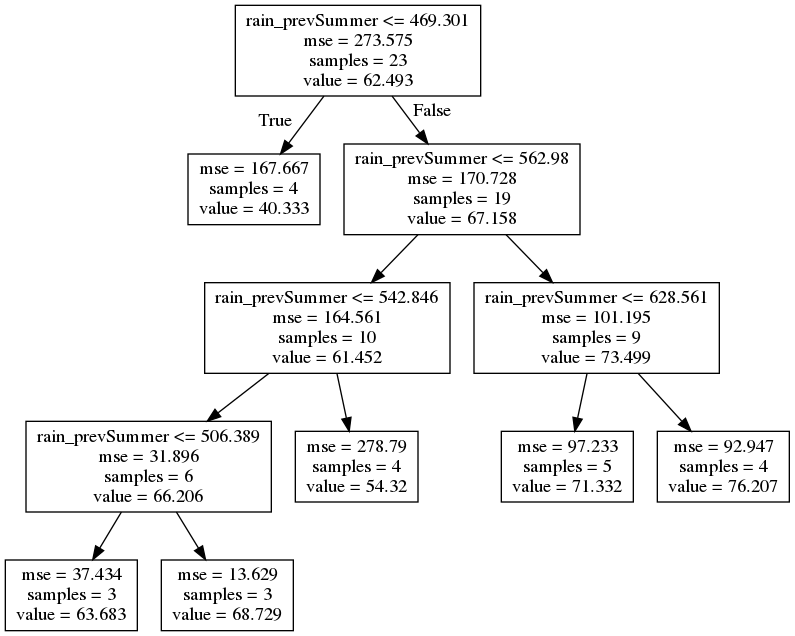 rain_prevSummer <= 469.301
mse = 273.575
samples = 23
value = 62.493
True
False
mse = 167.667
samples = 4
value = 40.333
rain_prevSummer <= 562.98
mse = 170.728
samples = 19
value = 67.158
rain_prevSummer <= 542.846
mse = 164.561
samples = 10
value = 61.452
rain_prevSummer <= 628.561
mse = 101.195
samples = 9
value = 73.499
rain_prevSummer <= 506.389
mse = 31.896
samples = 6
value = 66.206
mse = 278.79
samples = 4
value = 54.32
mse = 97.233
samples = 5
value = 71.332
mse = 92.947
samples = 4
value = 76.207
mse = 37.434
samples = 3
value = 63.683
mse = 13.629
samples = 3
value = 68.729